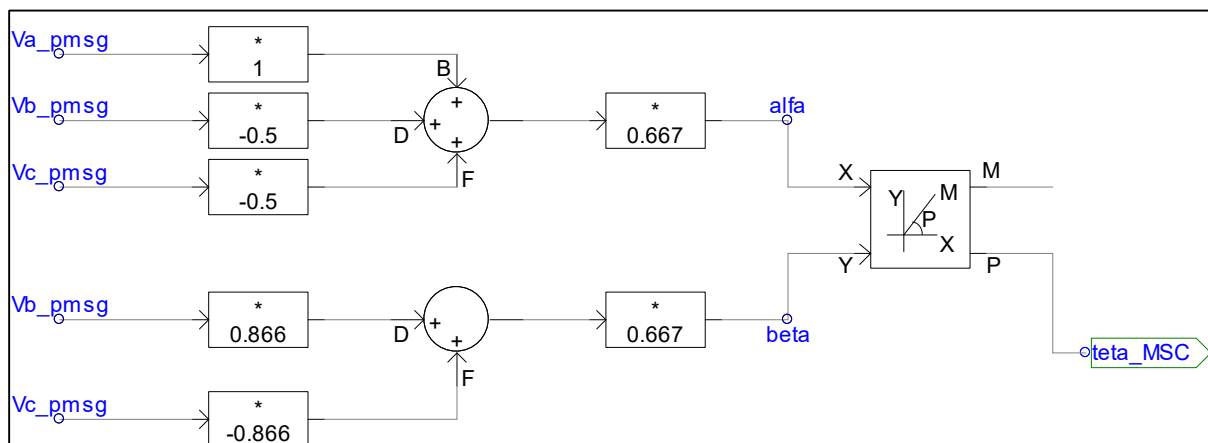 Va_pmsg
*
1
B
+
Vb_pmsg
*
-0.5
D
+
+
*
0.667
alfa
Vc_pmsg
*
-0.5
F
X
M
Y
M
P
X
Y
P
Vb_pmsg
*
0.866
D
+
+
*
0.667
beta
F
teta_MSC
Vc_pmsg
*
-0.866